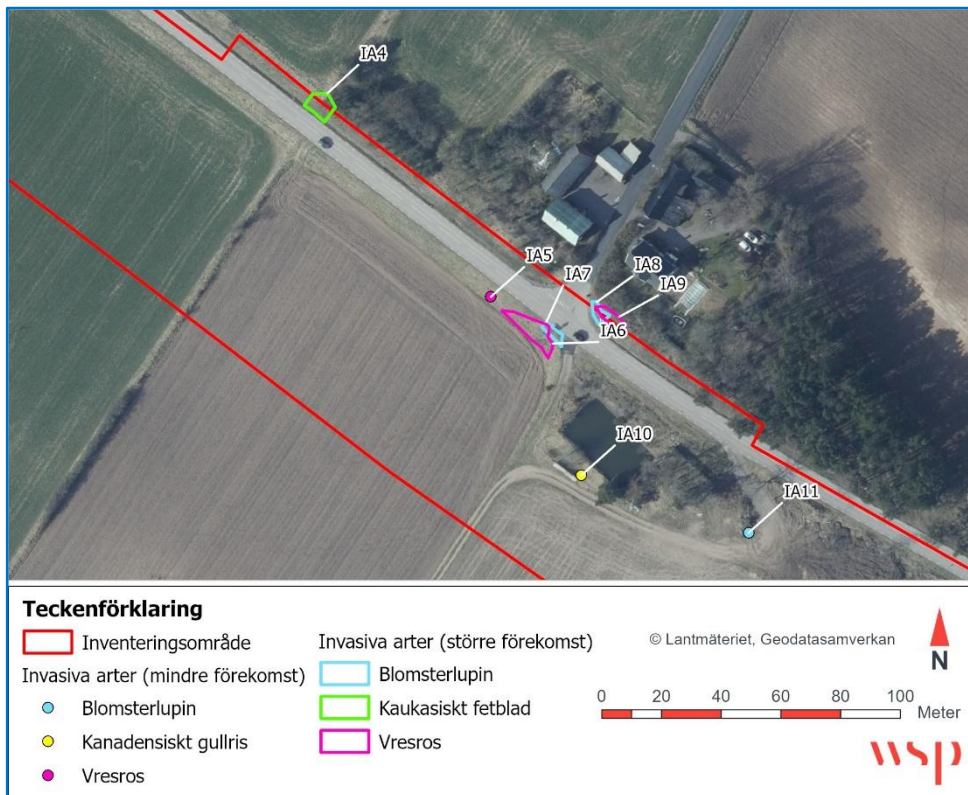 IA4
IA5
IA7
IA8
IA9
IA6
IA10
IA11
Teckenförklaring
Inventeringsområde
Invasiva arter (mindre förekomst)
Blomsterlupin
Kanadensiskt gullris
Vresros
Invasiva arter (större förekomst)
Blomsterlupin
Kaukasiskt fetblad
Vresros
© Lantmäteriet, Geodatasamverkan
N
0 20 40 60 80 100
Meter
wsp